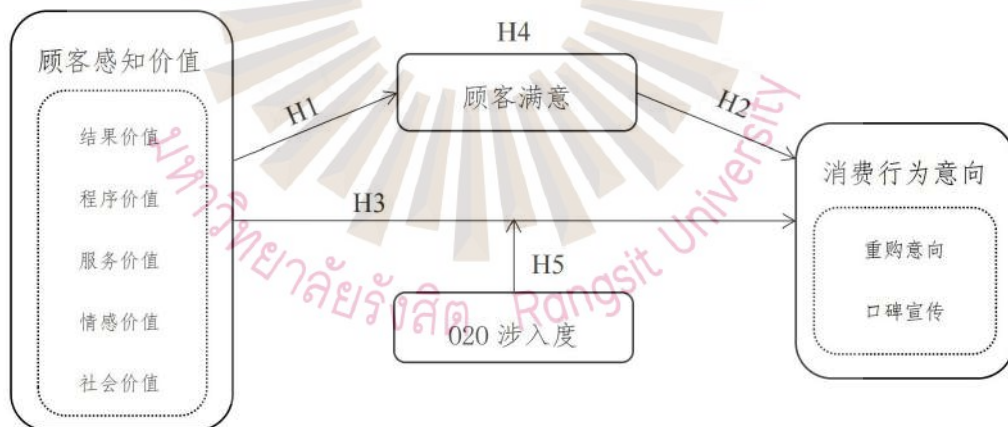 顾客感知价值
结果价值
程序价值
服务价值
情感价值
社会价值
H1
H4
顾客满意
H2
H3
H5
O2O 涉入度
消费行为意向
重购意向
口碑宣传
มหาวิทยาลัยรังสิต Rangsit University